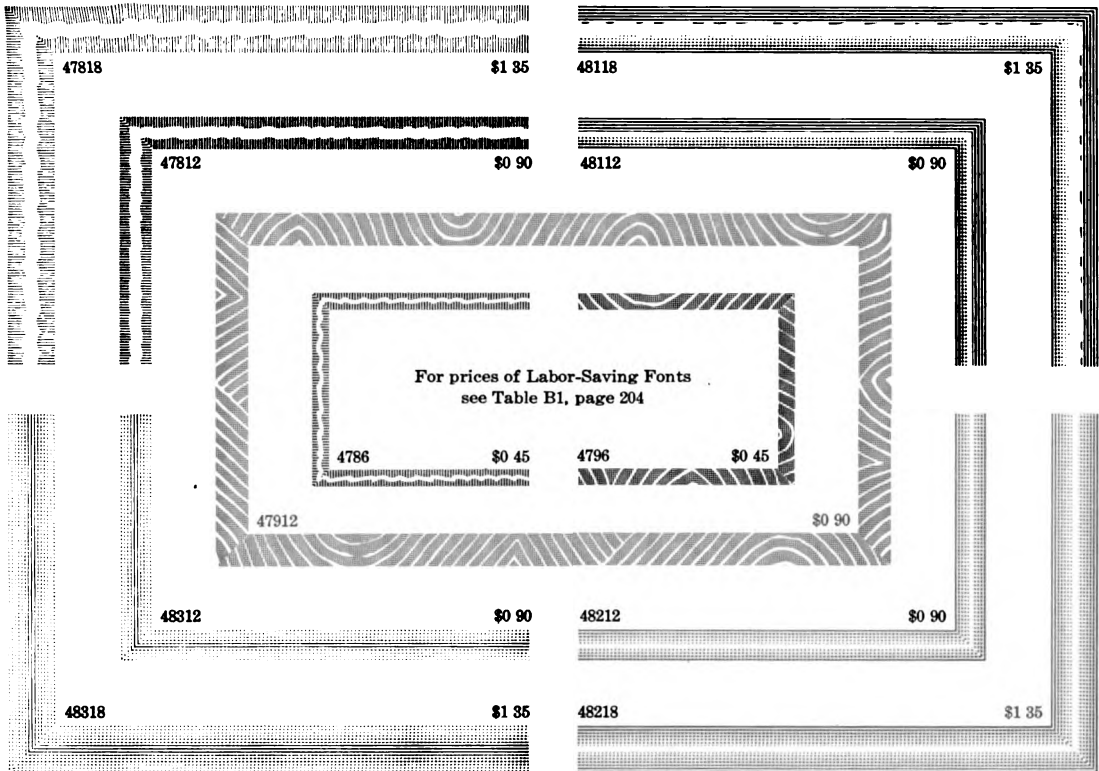 47818 $1 35
48118 $1 35
47812 $0 90
48112 $0 90
For prices of Labor-Saving Fonts
see Table B1, page 204
4786 $0 45
4796 $0 45
47912 $0 90
48312 $0 90
48212 $0 90
48318 $1 35
48218 $1 35